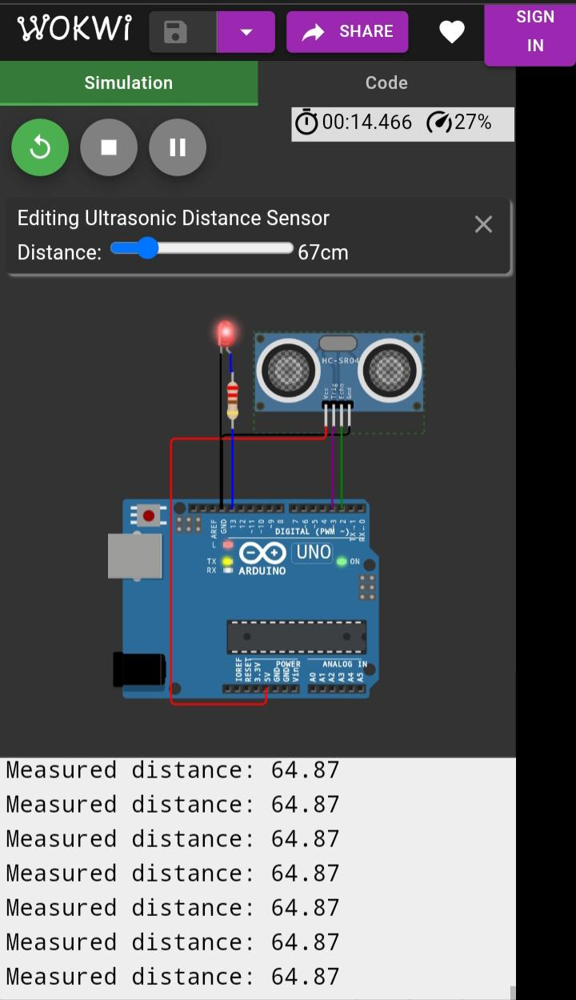 WOKWi
SHARE
SIGN
IN
Simulation
Code
00:14.466
27%
Editing Ultrasonic Distance Sensor
Distance:
67cm
HC-SR04
Vcc
Trig
Echo
Gnd
AREF
GND
13
12
~11
~10
~9
8
7
~6
~5
4
~3
2
TX→1
RX←0
DIGITAL (PWM ~)
L
TX
RX
ARDUINO
UNO
ON
IOREF
RESET
3.3V
5V
GND
GND
Vin
POWER
ANALOG IN
A0
A1
A2
A3
A4
A5
Measured distance: 64.87
Measured distance: 64.87
Measured distance: 64.87
Measured distance: 64.87
Measured distance: 64.87
Measured distance: 64.87
Measured distance: 64.87